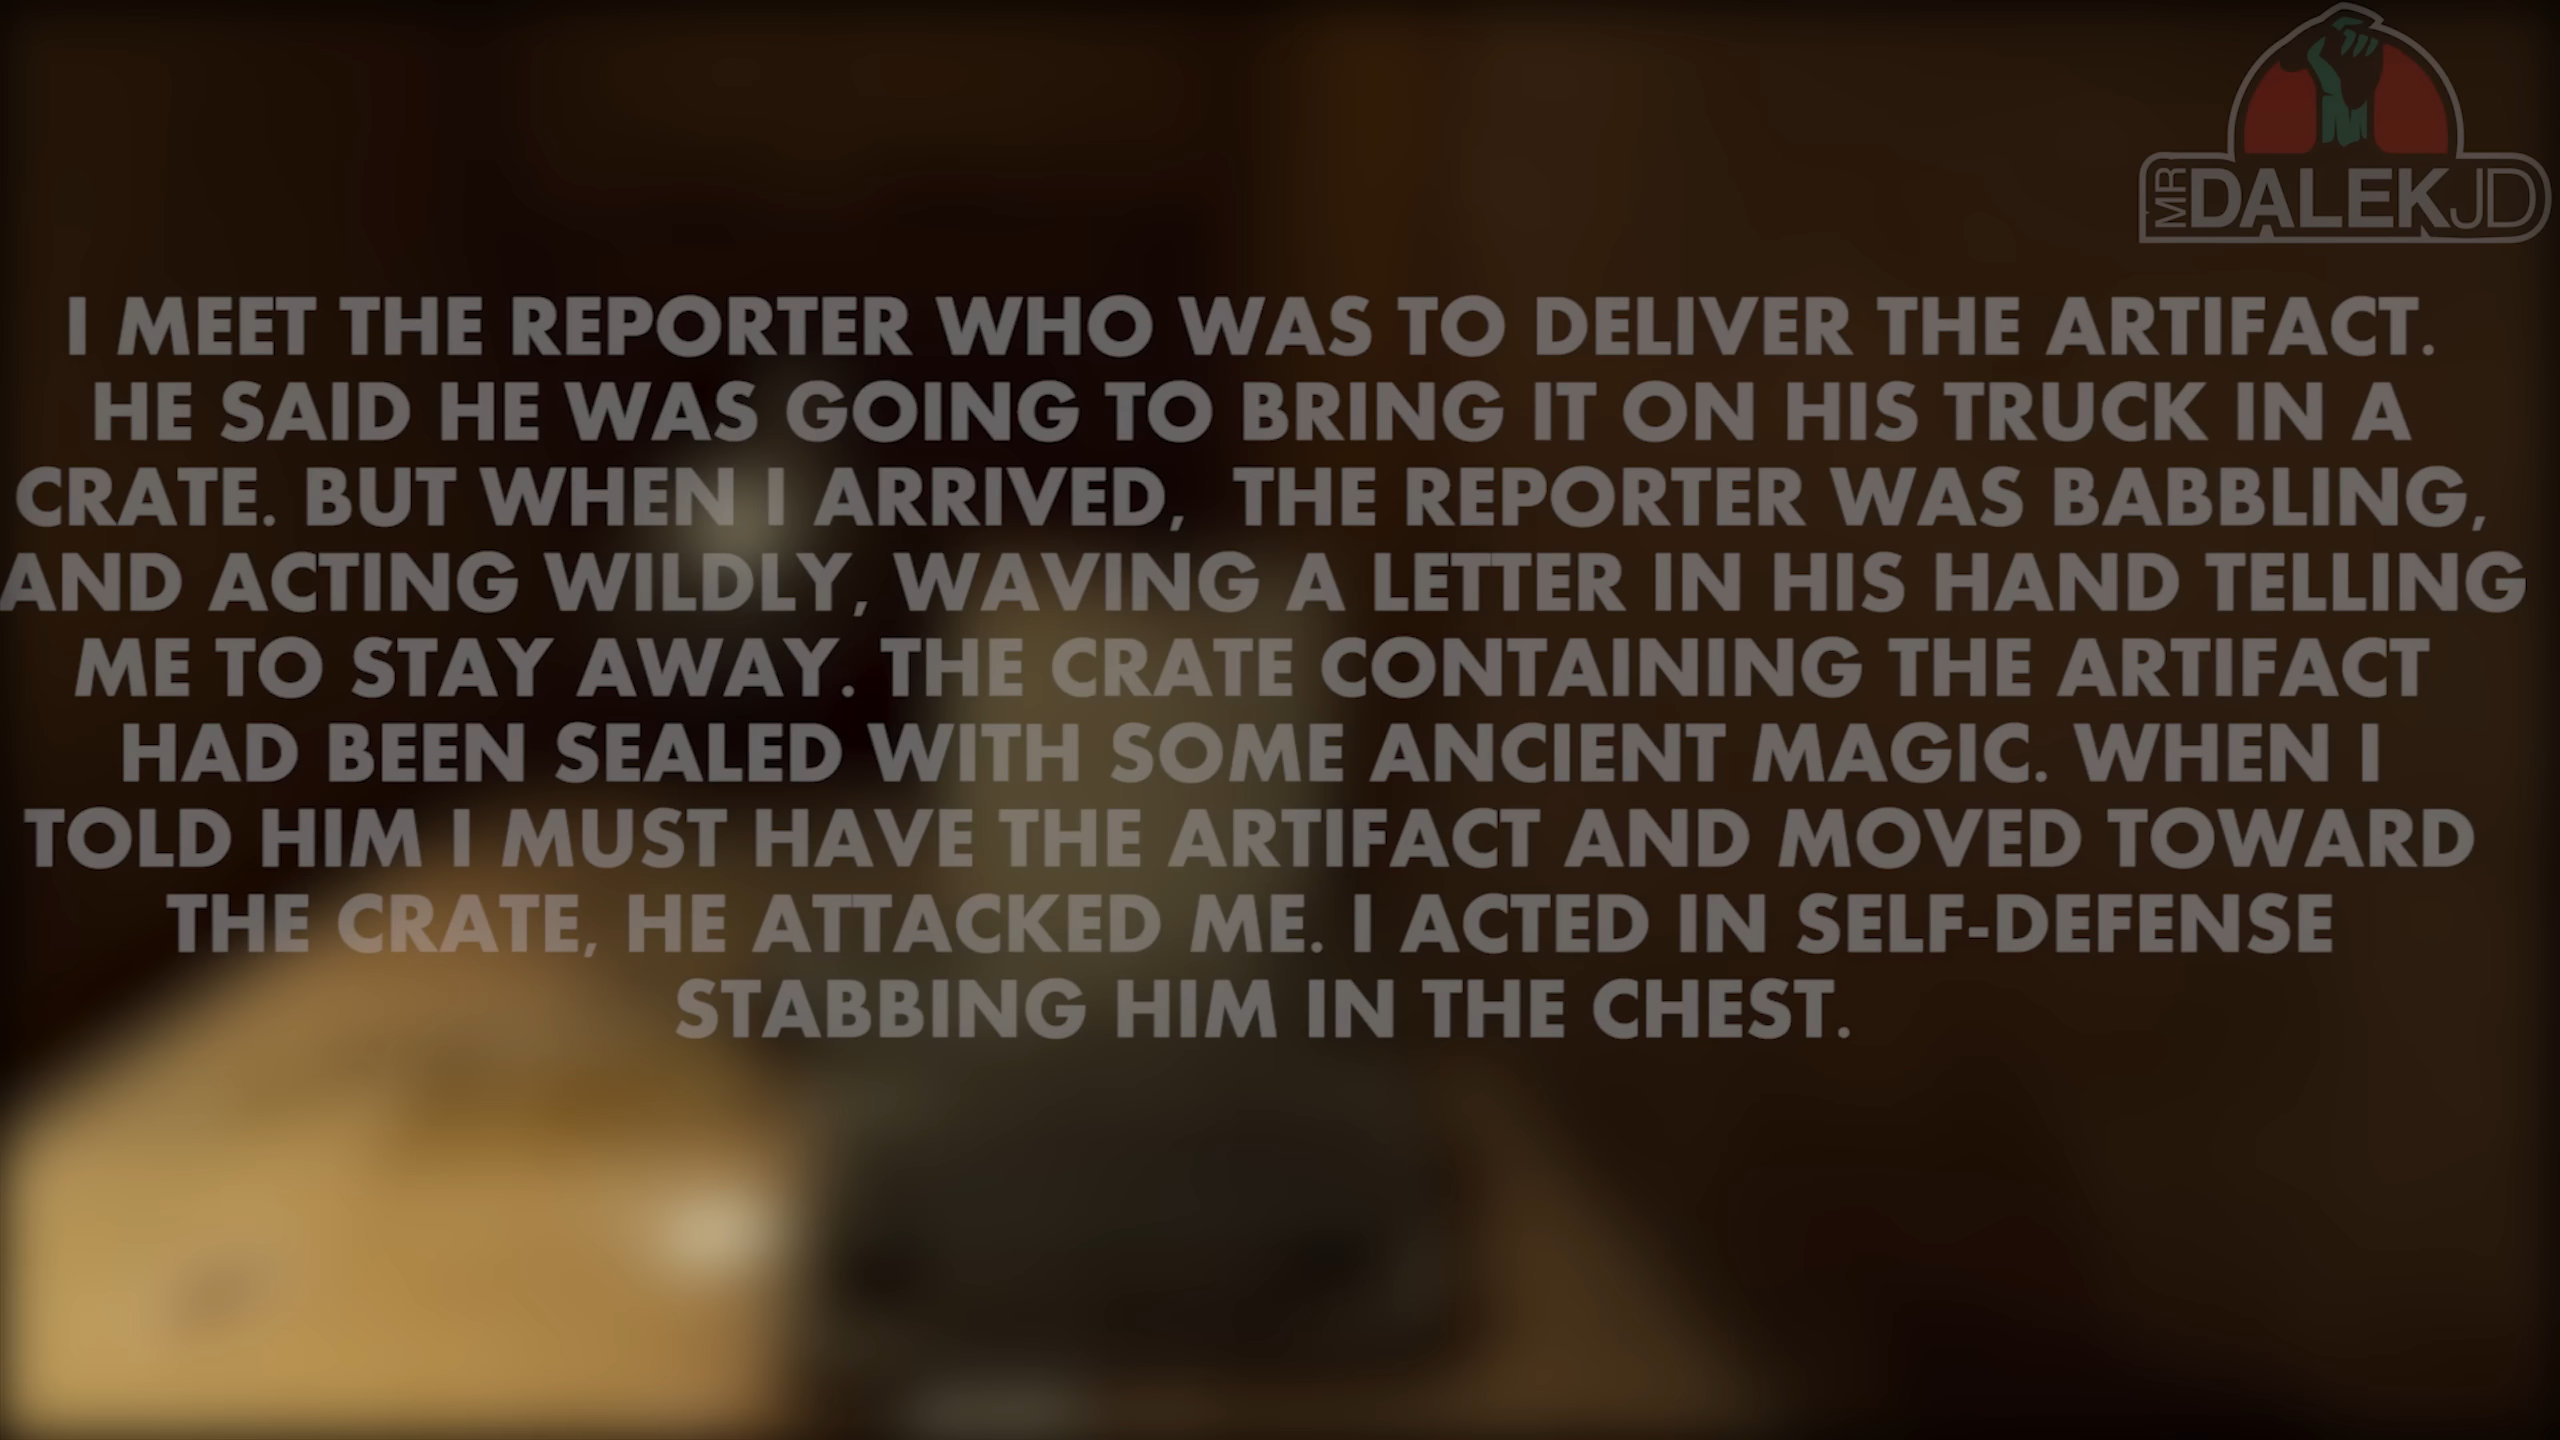 MR DALEKJD
I MEET THE REPORTER WHO WAS TO DELIVER THE ARTIFACT.
HE SAID HE WAS GOING TO BRING IT ON HIS TRUCK IN A
CRATE. BUT WHEN I ARRIVED, THE REPORTER WAS BABBLING,
AND ACTING WILDLY, WAVING A LETTER IN HIS HAND TELLING
ME TO STAY AWAY. THE CRATE CONTAINING THE ARTIFACT
HAD BEEN SEALED WITH SOME ANCIENT MAGIC. WHEN I
TOLD HIM I MUST HAVE THE ARTIFACT AND MOVED TOWARD
THE CRATE, HE ATTACKED ME. I ACTED IN SELF-DEFENSE
STABBING HIM IN THE CHEST.